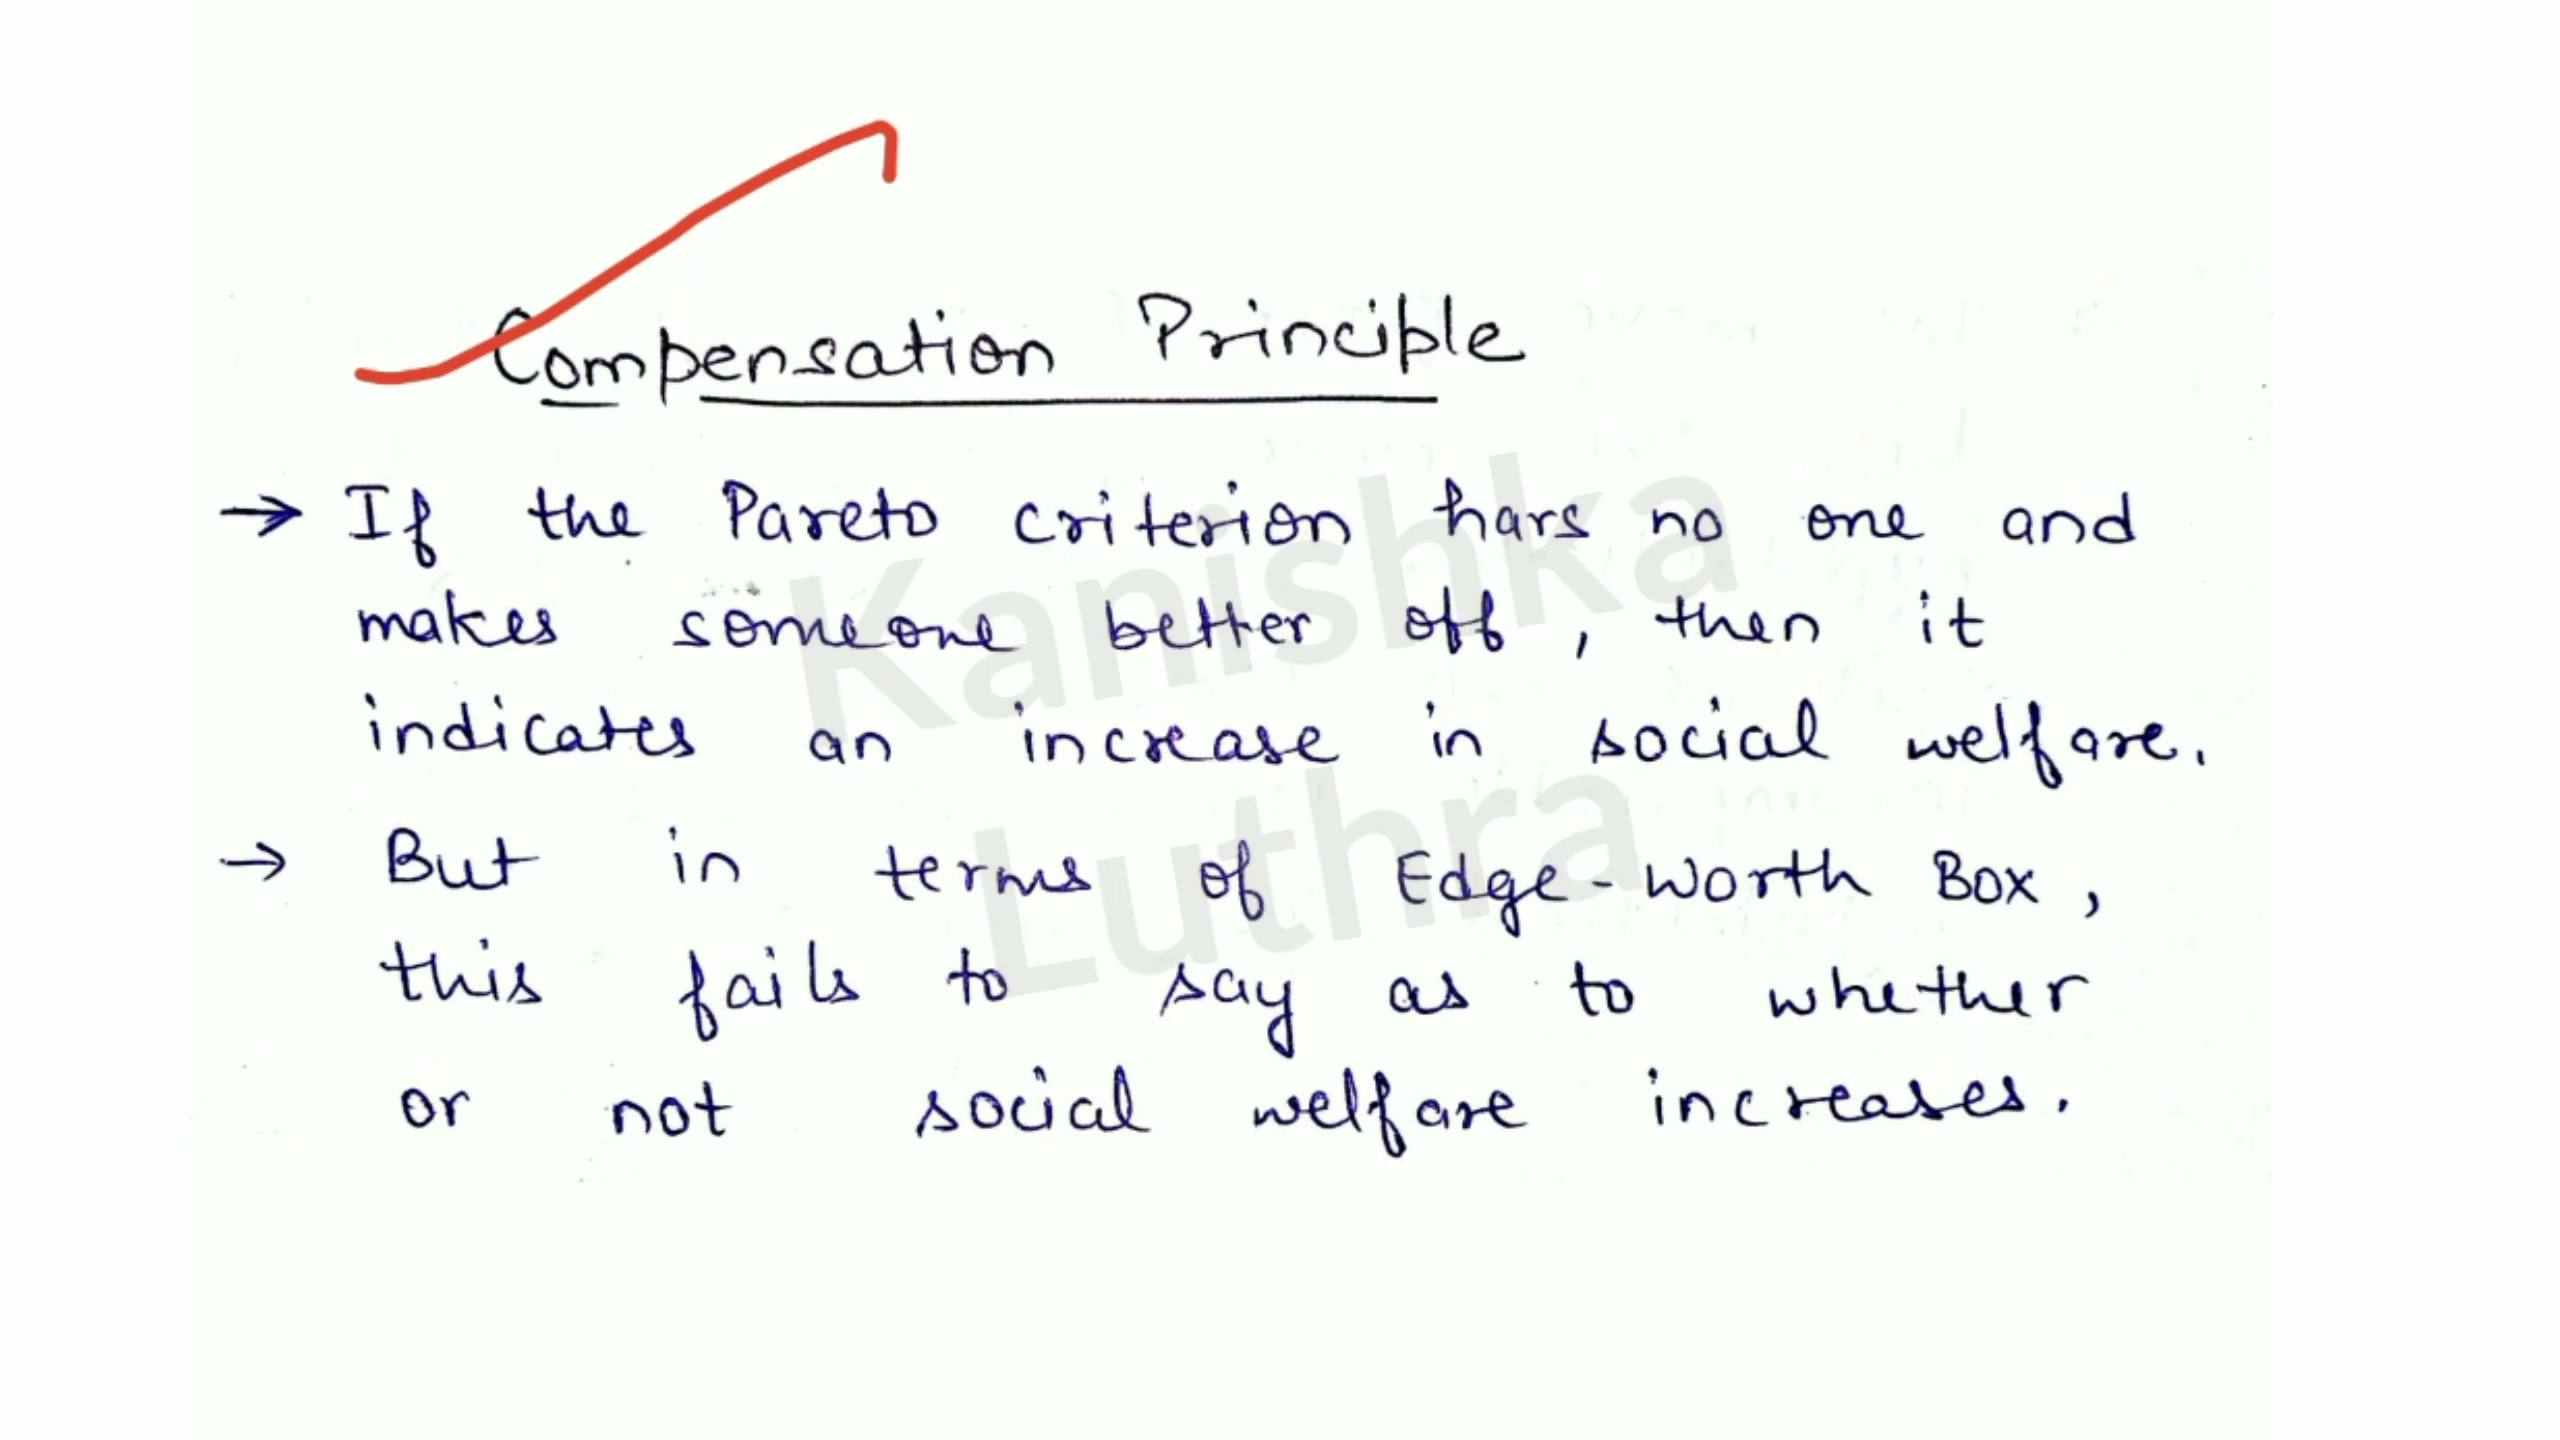 Compensation Principle
→ If the Pareto criterion hars no one and
makes someone better off, then it
indicates an increase in social welfare.
→ But in terms of Edge-Worth Box,
this fails to say as to whether
or not social welfare increases.
Kanishka
Luthra